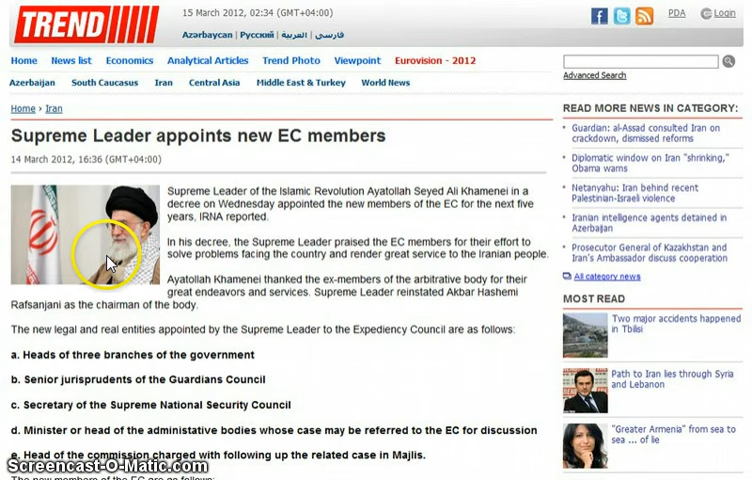 TREND
15 March 2012, 02:34 (GMT+04:00)
PDA
Login
Azərbaycan | Русский | العربية | فارسی
Home News list Economics Analytical Articles Trend Photo Viewpoint Eurovision - 2012
Advanced Search
Azerbaijan South Caucasus Iran Central Asia Middle East & Turkey World News
Home › Iran
Supreme Leader appoints new EC members
14 March 2012, 16:36 (GMT+04:00)
Supreme Leader of the Islamic Revolution Ayatollah Seyed Ali Khamenei in a
decree on Wednesday appointed the new members of the EC for the next five
years, IRNA reported.
In his decree, the Supreme Leader praised the EC members for their effort to
solve problems facing the country and render great service to the Iranian people.
Ayatollah Khamenei thanked the ex-members of the arbitrative body for their
great endeavors and services. Supreme Leader reinstated Akbar Hashemi
Rafsanjani as the chairman of the body.
The new legal and real entities appointed by the Supreme Leader to the Expediency Council are as follows:
a. Heads of three branches of the government
b. Senior jurisprudents of the Guardians Council
c. Secretary of the Supreme National Security Council
d. Minister or head of the administative bodies whose case may be referred to the EC for discussion
e. Head of the commission charged with following up the related case in Majlis.
The new members of the EC are as follows:
READ MORE NEWS IN CATEGORY:
Guardian: al-Assad consulted Iran on
crackdown, dismissed reforms
Diplomatic window on Iran "shrinking,"
Obama warns
Netanyahu: Iran behind recent
Palestinian-Israeli violence
Iranian intelligence agents detained in
Azerbaijan
Prosecutor General of Kazakhstan and
Iran's Ambassador discuss cooperation
All category news
MOST READ
Two major accidents happened
in Tbilisi
Path to Iran lies through Syria
and Lebanon
"Greater Armenia" from sea to
sea ... of lie
Screencast-O-Matic.com